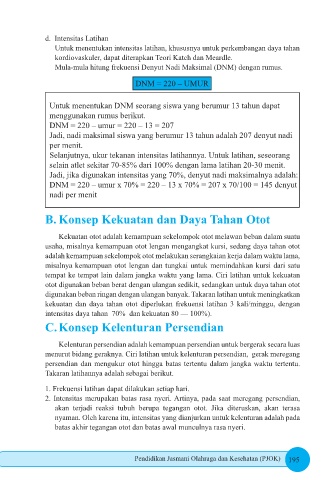 d. Intensitas Latihan
Untuk menentukan intensitas latihan, khususnya untuk perkembangan daya tahan
kordiovaskuler, dapat diterapkan Teori Katch dan Meardle.
Mula-mula hitung frekuensi Denyut Nadi Maksimal (DNM) dengan rumus.
DNM = 220 – UMUR
Untuk menentukan DNM seorang siswa yang berumur 13 tahun dapat
menggunakan rumus berikut.
DNM = 220 – umur = 220 – 13 = 207
Jadi, nadi maksimal siswa yang berumur 13 tahun adalah 207 denyut nadi
per menit.
Selanjutnya, ukur tekanan intensitas latihannya. Untuk latihan, seseorang
selain atlet sekitar 70-85% dari 100% dengan lama latihan 20-30 menit.
Jadi, jika digunakan intensitas yang 70%, denyut nadi maksimalnya adalah:
DNM = 220 – umur x 70% = 220 – 13 x 70% = 207 x 70/100 = 145 denyut
nadi per menit
B. Konsep Kekuatan dan Daya Tahan Otot
Kekuatan otot adalah kemampuan sekelompok otot melawan beban dalam suatu
usaha, misalnya kemampuan otot lengan mengangkat kursi, sedang daya tahan otot
adalah kemampuan sekelompok otot melakukan serangkaian kerja dalam waktu lama,
misalnya kemampuan otot lengan dan tungkai untuk memindahkan kursi dari satu
tempat ke tempat lain dalam jangka waktu yang lama. Ciri latihan untuk kekuatan
otot digunakan beban berat dengan ulangan sedikit, sedangkan untuk daya tahan otot
digunakan beban ringan dengan ulangan banyak. Takaran latihan untuk meningkatkan
kekuatan dan daya tahan otot diperlukan frekuensi latihan 3 kali/minggu, dengan
intensitas daya tahan 70% dan kekuatan 80 — 100%).
C. Konsep Kelenturan Persendian
Kelenturan persendian adalah kemampuan persendian untuk bergerak secara luas
menurut bidang geraknya. Ciri latihan untuk kelenturan persendian, gerak meregang
persendian dan mengukur otot hingga batas tertentu dalam jangka waktu tertentu.
Takaran latihannya adalah sebagai berikut.
1. Frekuensi latihan dapat dilakukan setiap hari.
2. Intensitas merupakan batas rasa nyeri. Artinya, pada saat meregang persendian,
akan terjadi reaksi tubuh berupa tegangan otot. Jika diteruskan, akan terasa
nyaman. Oleh karena itu, intensitas yang dianjurkan untuk kelenturan adalah pada
batas akhir tegangan otot dan batas awal munculnya rasa nyeri.
Pendidikan Jasmani Olahraga dan Kesehatan (PJOK) 195